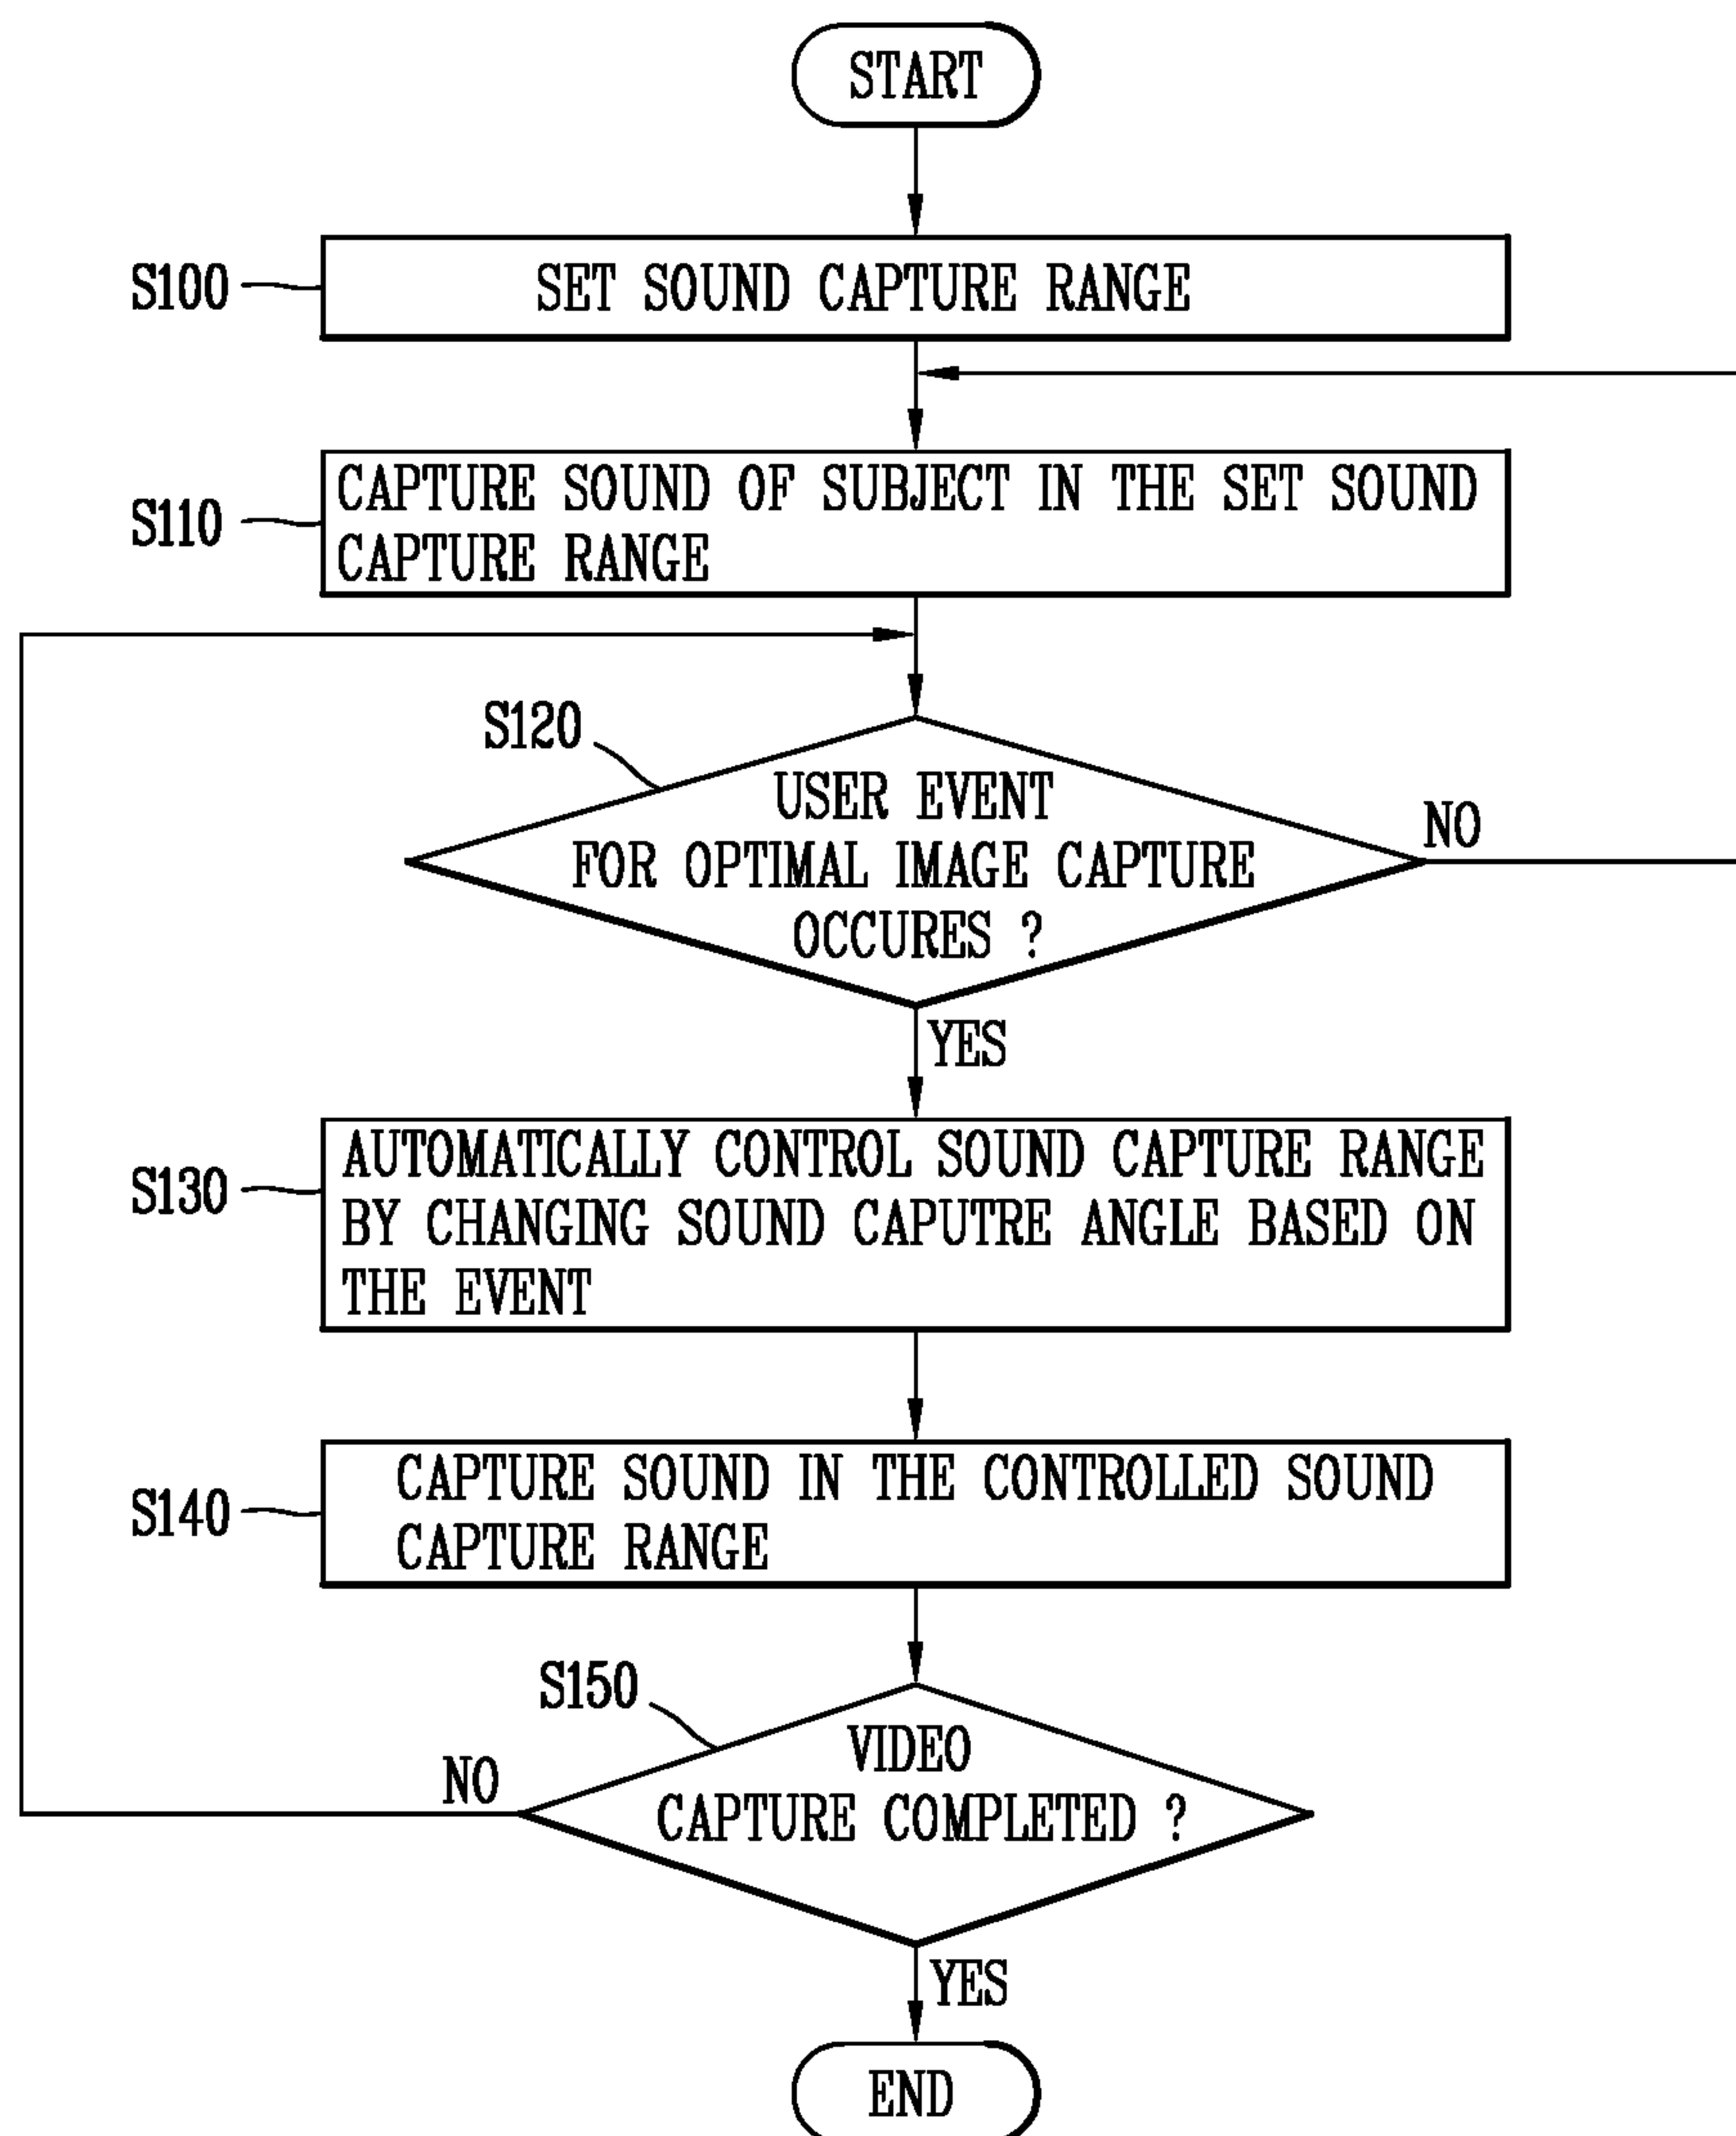 START
S100
SET SOUND CAPTURE RANGE
S110
CAPTURE SOUND OF SUBJECT IN THE SET SOUND
CAPTURE RANGE
S120
USER EVENT
FOR OPTIMAL IMAGE CAPTURE
OCCURES ?
NO
YES
S130
AUTOMATICALLY CONTROL SOUND CAPTURE RANGE
BY CHANGING SOUND CAPUTRE ANGLE BASED ON
THE EVENT
S140
CAPTURE SOUND IN THE CONTROLLED SOUND
CAPTURE RANGE
S150
VIDEO
CAPTURE COMPLETED ?
NO
YES
END